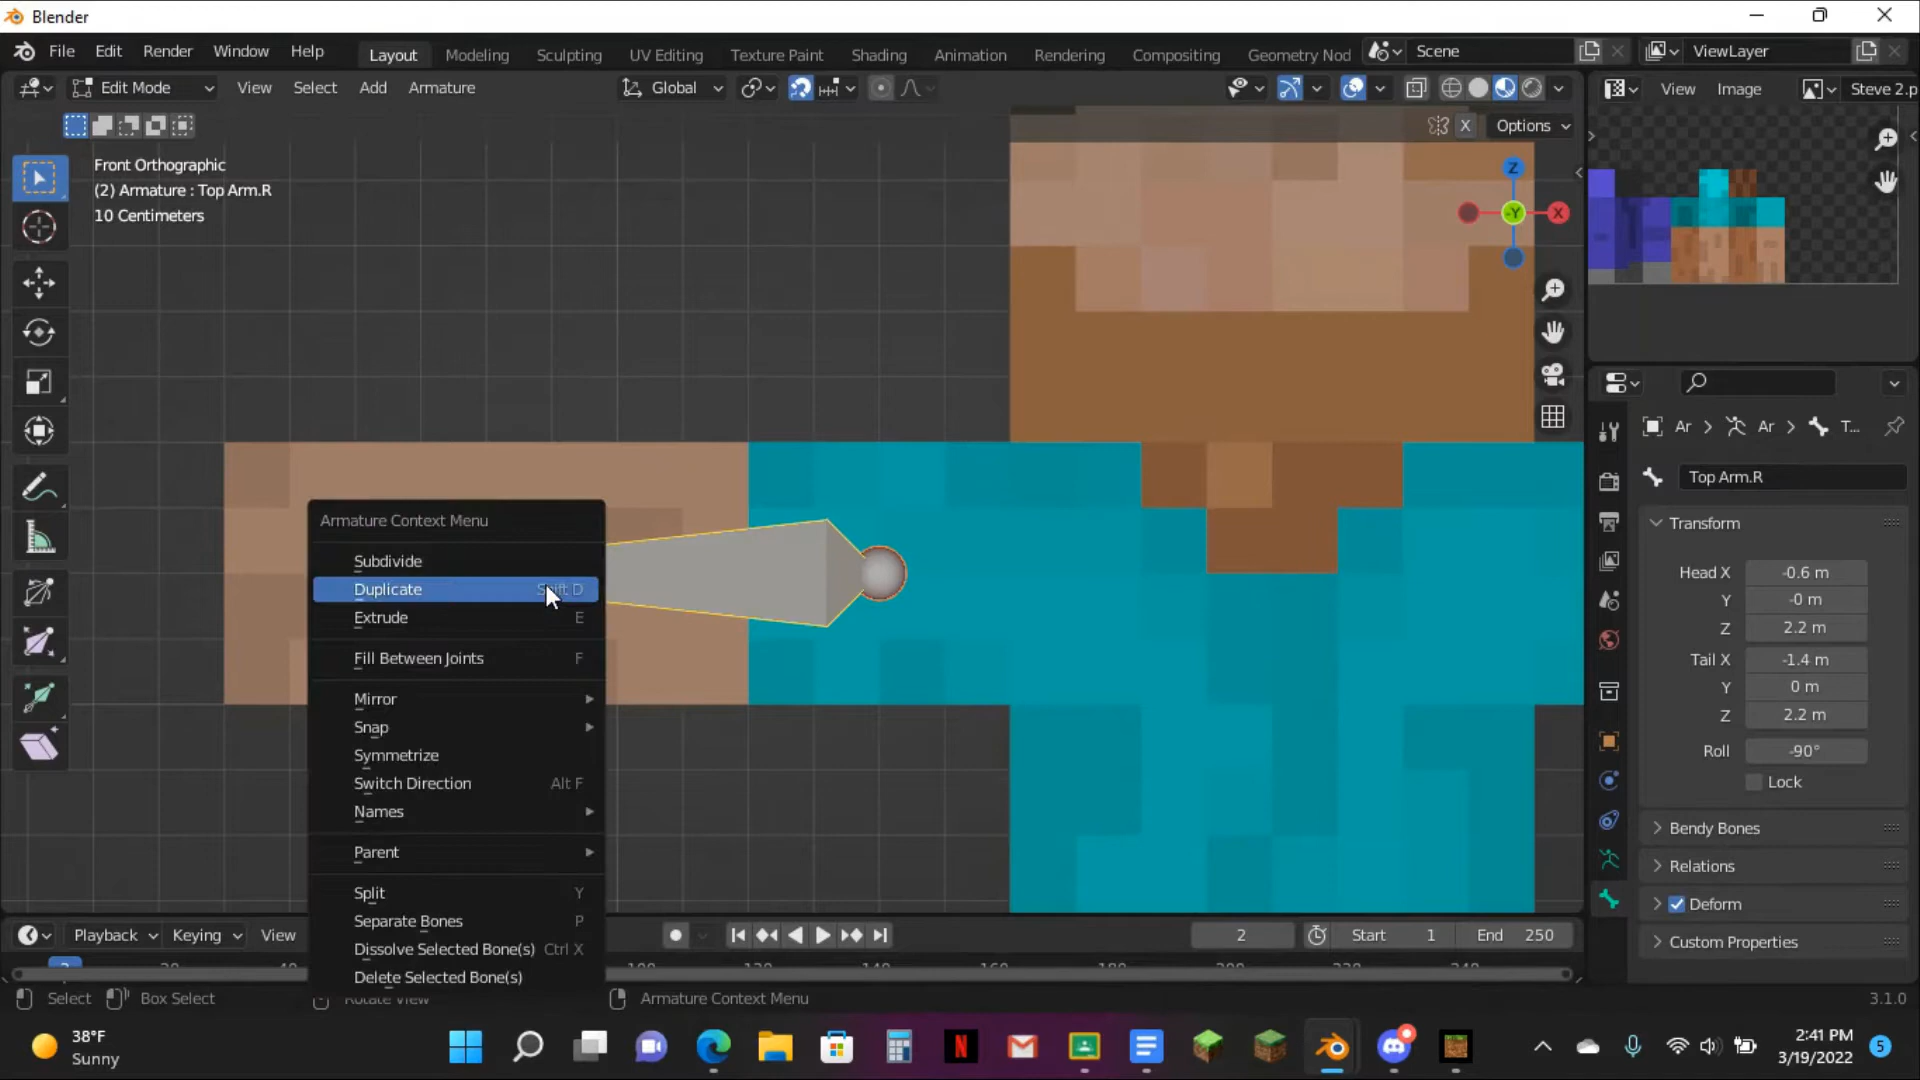 Blender
File Edit Render Window Help Layout Modeling Sculpting UV Editing Texture Paint Shading Animation Rendering Compositing Geometry Nod Scene ViewLayer
Edit Mode View Select Add Armature Global View Image Steve 2.p
X Options
Front Orthographic
(2) Armature : Top Arm.R
10 Centimeters
Z
-Y X
Armature Context Menu
Subdivide
Duplicate Shift D
Extrude E
Fill Between Joints F
Mirror
Snap
Symmetrize
Switch Direction Alt F
Names
Parent
Split Y
Separate Bones P
Dissolve Selected Bone(s) Ctrl X
Delete Selected Bone(s)
Ar Ar T...
Top Arm.R
Transform
Head X -0.6 m
Y -0 m
Z 2.2 m
Tail X -1.4 m
Y 0 m
Z 2.2 m
Roll -90°
Lock
Bendy Bones
Relations
Deform
Custom Properties
Playback Keying View 2 Start 1 End 250
Select Box Select Rotate View Armature Context Menu 3.1.0
38°F
Sunny
2:41 PM
3/19/2022
5